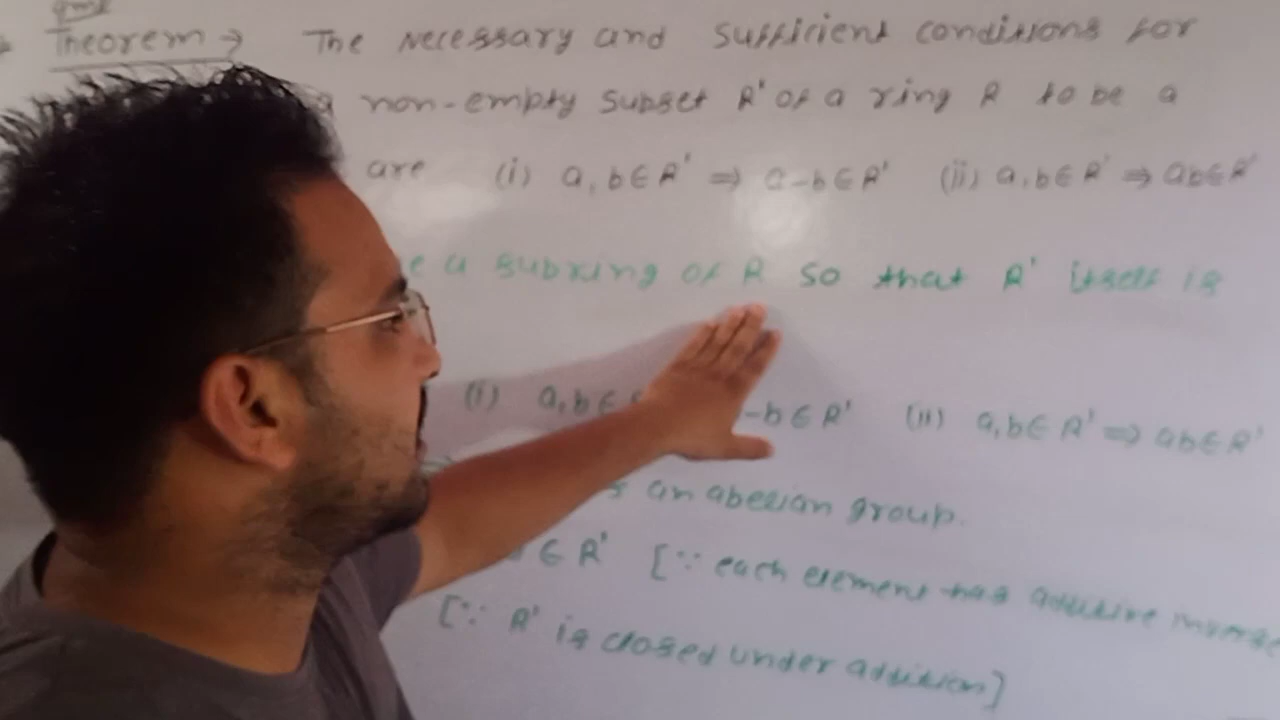 Theorem → The necessary and sufficient conditions for
a non-empty subset R' of a ring R to be a
are (i) a, b ∈ R' ⇒ a-b ∈ R' (ii) a, b ∈ R' ⇒ ab ∈ R'
a subring of R so that R' itself is
(i) a, b ∈ -b ∈ R' (ii) a, b ∈ R' ⇒ ab ∈ R'
an abelian group.
∈ R' [∵ each element has additive inverse
[∵ R' is closed under addition]